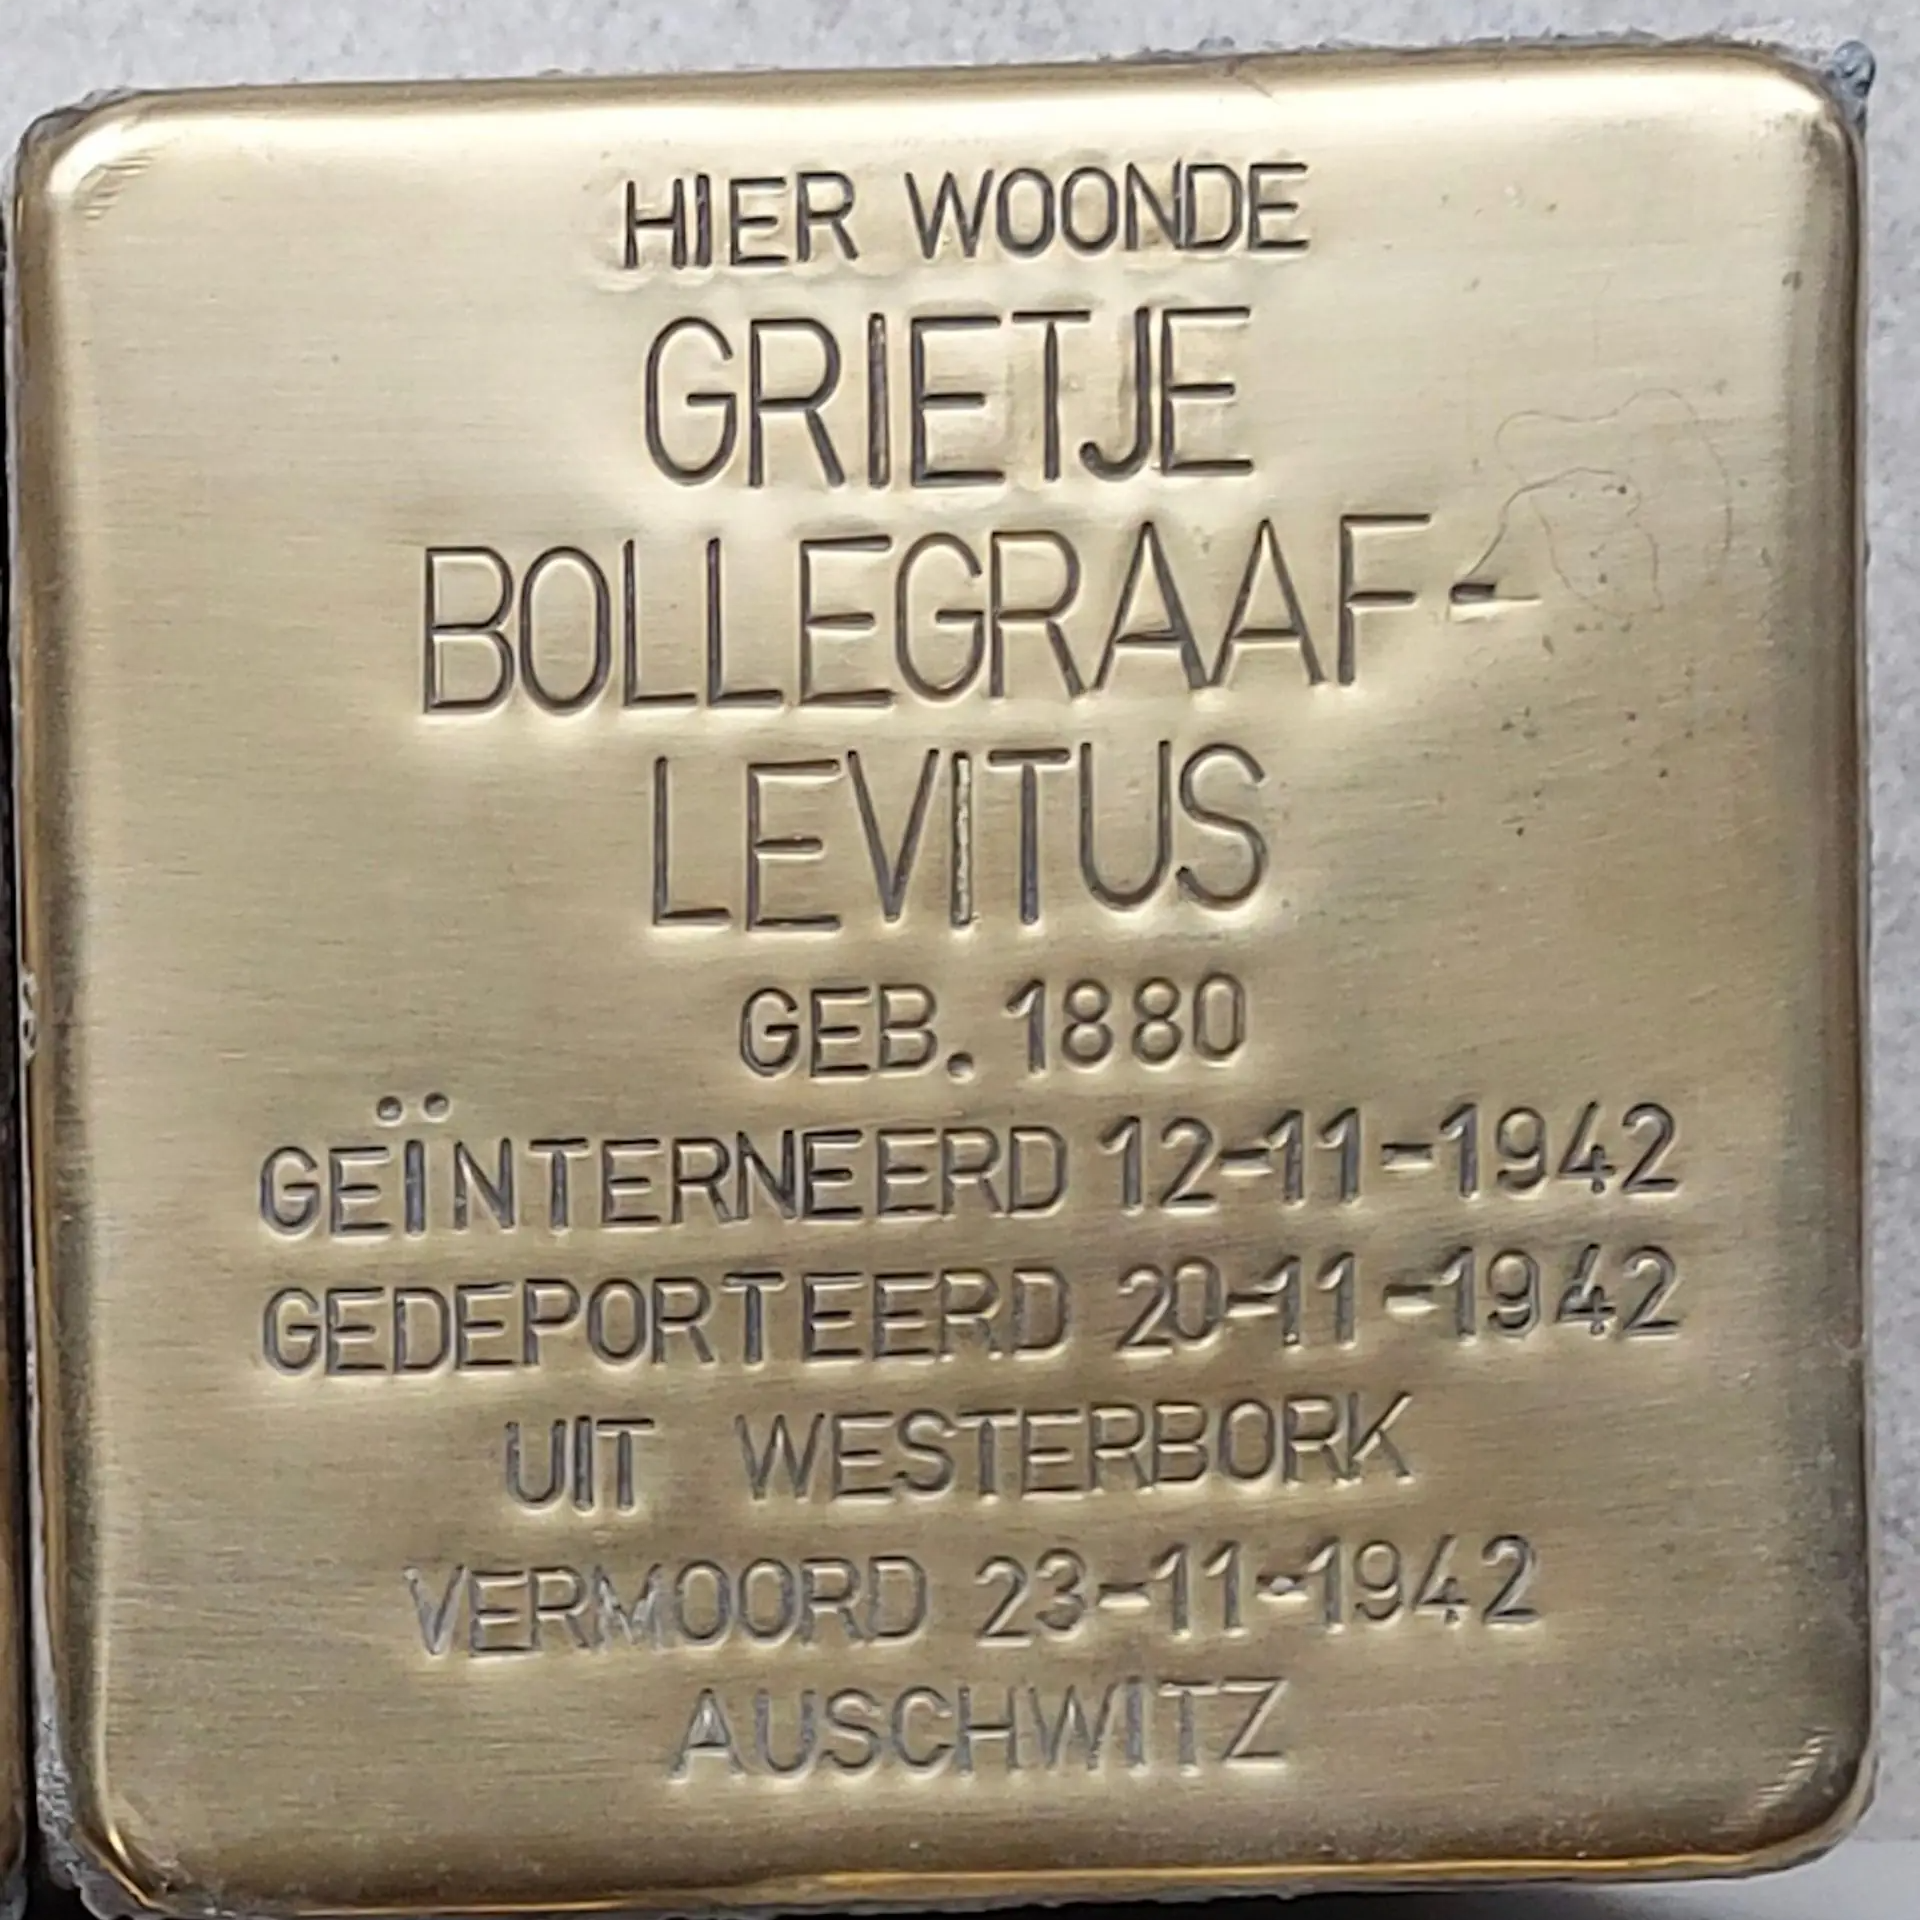 HIER WOONDE
GRIETJE
BOLLEGRAAF-
LEVITUS
GEB. 1880
GEÏNTERNEERD 12-11-1942
GEDEPORTEERD 20-11-1942
UIT WESTERBORK
VERMOORD 23-11-1942
AUSCHWITZ